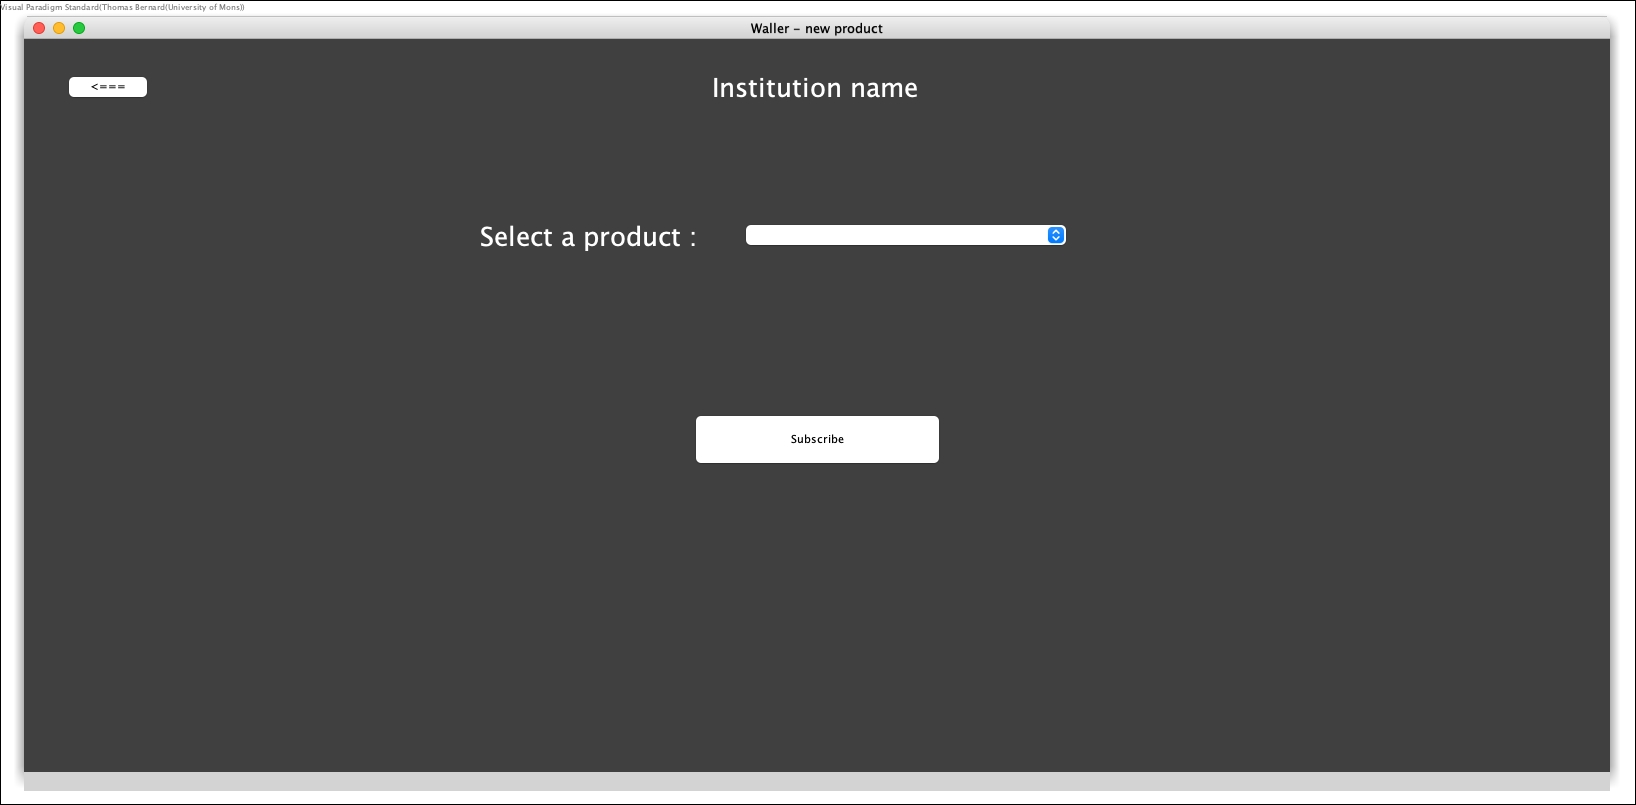 Visual Paradigm Standard(Thomas Bernard(University of Mons))
Waller – new product
<===
Institution name
Select a product :
Subscribe